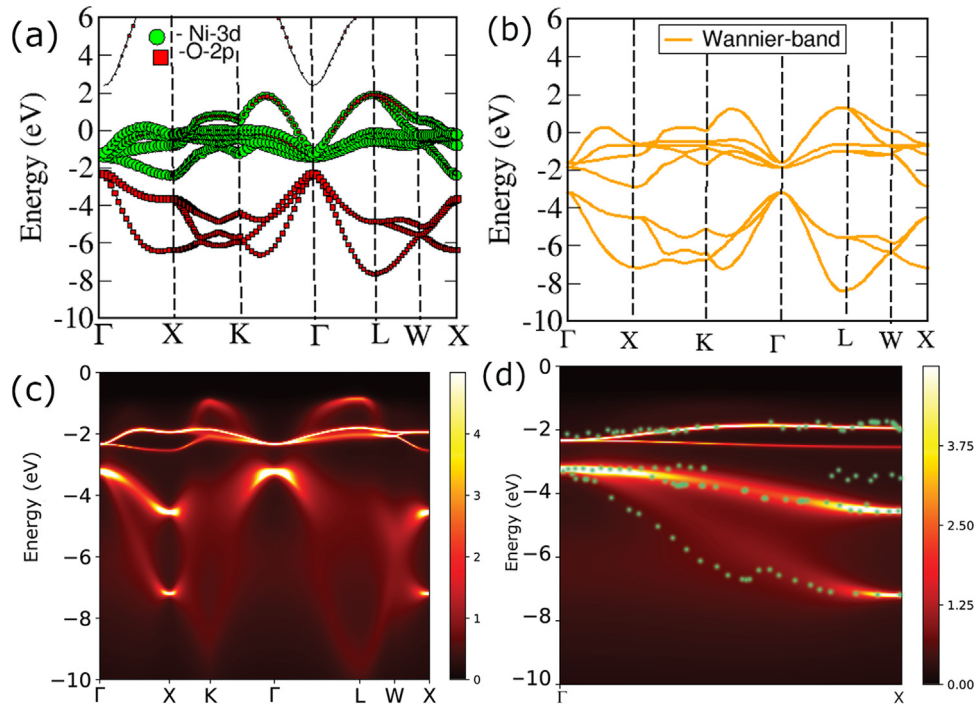 (a)
- Ni-3d
-O-2p
Energy (eV)
6
4
2
0
-2
-4
-6
-8
-10
Γ X K Γ L W X
(b)
Wannier-band
Energy (eV)
6
4
2
0
-2
-4
-6
-8
-10
Γ X K Γ L W X
(c)
Energy (eV)
0
−2
−4
−6
−8
−10
Γ X K Γ L W X
4
3
2
1
0
(d)
Energy (eV)
0
−2
−4
−6
−8
−10
Γ X
3.75
2.50
1.25
0.00